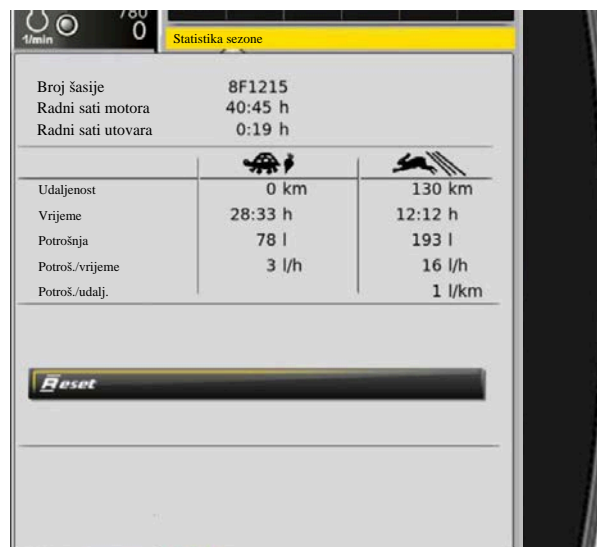 780
1/min 0
Statistika sezone
Broj šasije 8F1215
Radni sati motora 40:45 h
Radni sati utovara 0:19 h
Udaljenost 0 km 130 km
Vrijeme 28:33 h 12:12 h
Potrošnja 78 l 193 l
Potroš./vrijeme 3 l/h 16 l/h
Potroš./udalj. 1 l/km
Reset